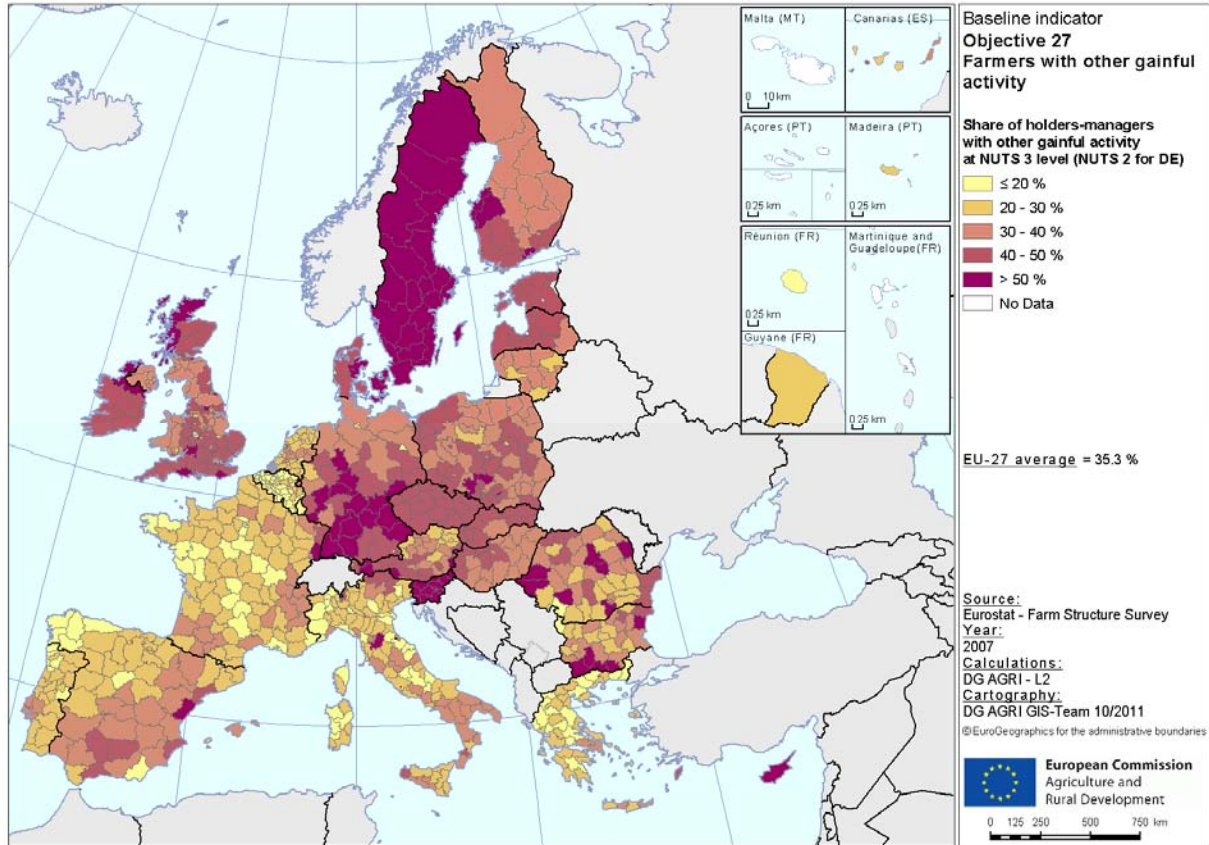 Malta (MT)
0 10 km
Canarias (ES)
Açores (PT)
0 25 km
Madeira (PT)
0 25 km
Réunion (FR)
0 25 km
Martinique and
Guadeloupe(FR)
0 25 km
Guyane (FR)
Baseline indicator
Objective 27
Farmers with other gainful
activity
Share of holders-managers
with other gainful activity
at NUTS 3 level (NUTS 2 for DE)
≤ 20 %
20 - 30 %
30 - 40 %
40 - 50 %
> 50 %
No Data
EU-27 average = 35.3 %
Source:
Eurostat - Farm Structure Survey
Year:
2007
Calculations:
DG AGRI - L2
Cartography:
DG AGRI GIS-Team 10/2011
© EuroGeographics for the administrative boundaries
European Commission
Agriculture and
Rural Development
0 125 250 500 750 km